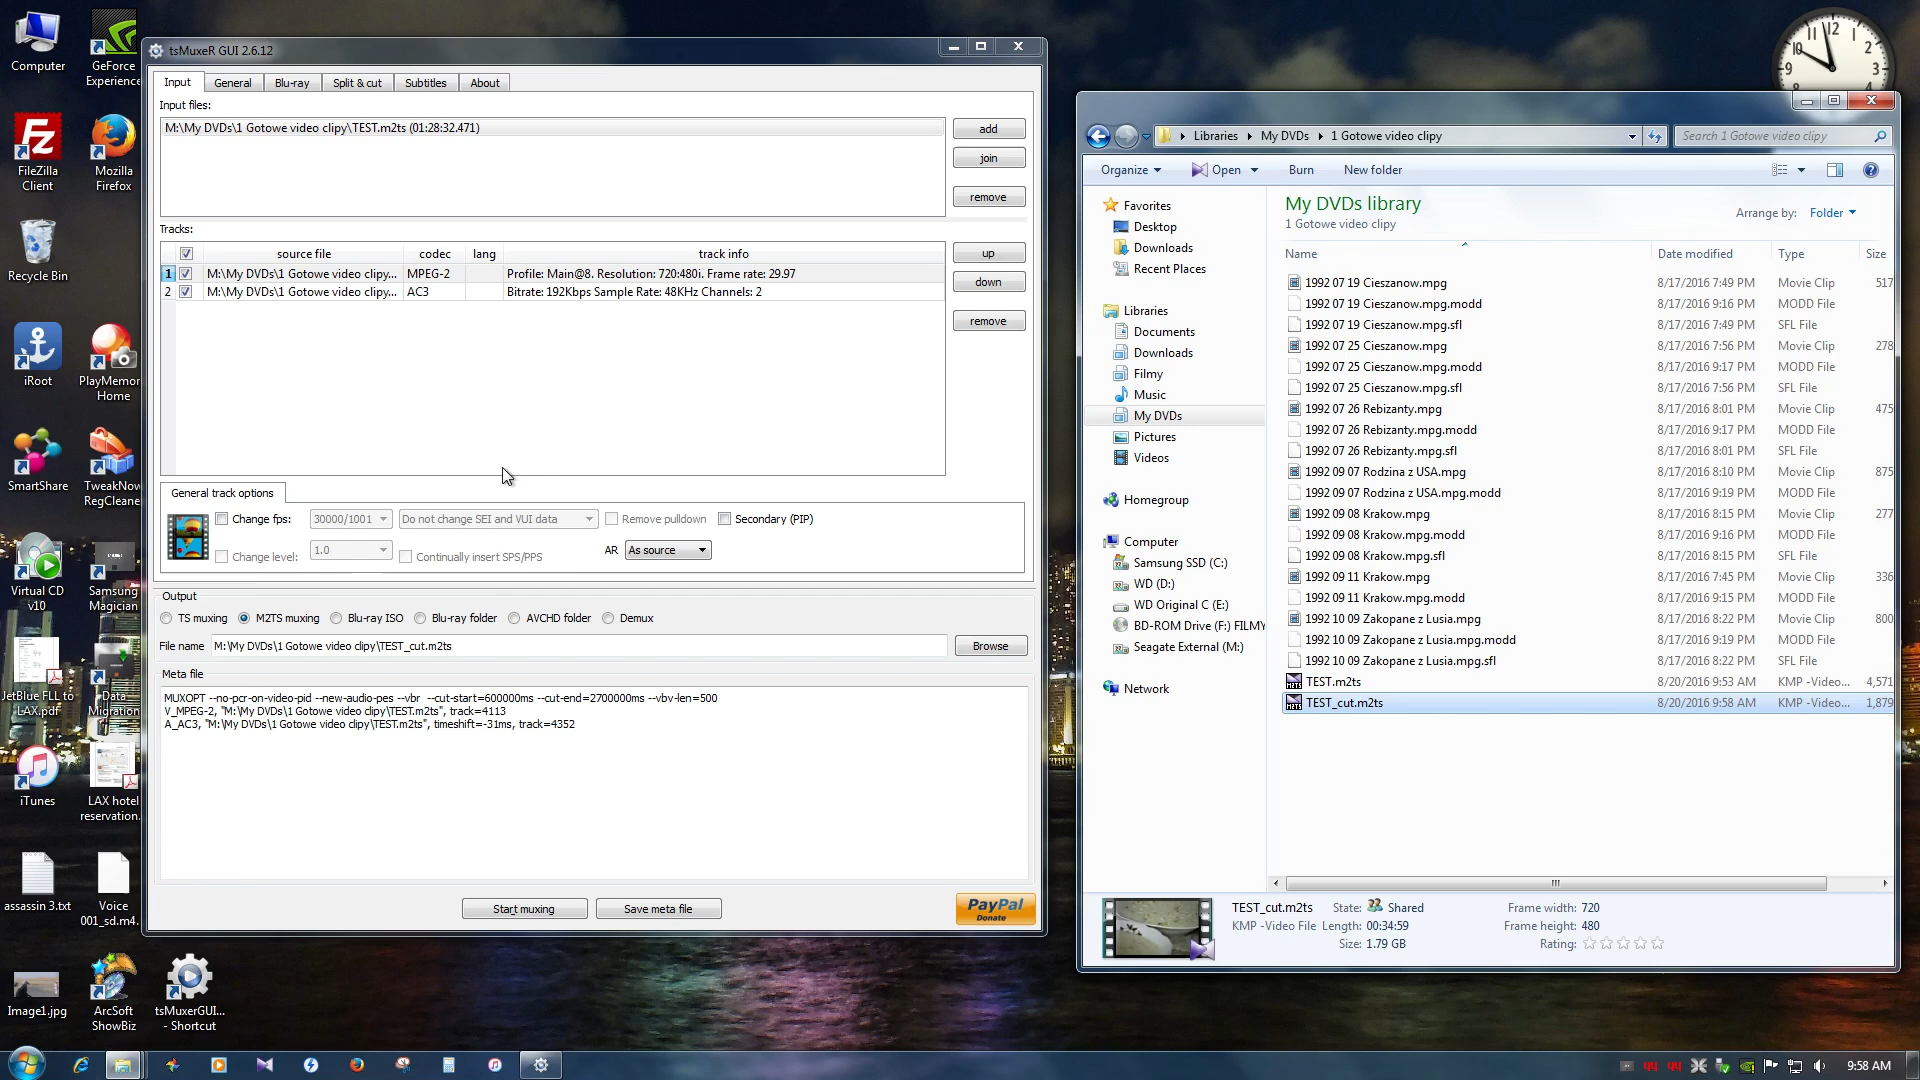 Computer
GeForce
Experience
FileZilla
Client
Mozilla
Firefox
Recycle Bin
iRoot
PlayMemor
Home
SmartShare
TweakNow
RegCleane
Virtual CD
v10
Samsung
Magician
JetBlue FLL to
LAX.pdf
Data
Migration
iTunes
LAX hotel
reservation.
assassin 3.txt
Voice
001_sd.m4.
Image1.jpg
ArcSoft
ShowBiz
tsMuxerGUI...
- Shortcut
tsMuxeR GUI 2.6.12
Input General Blu-ray Split & cut Subtitles About
Input files:
M:\My DVDs\1 Gotowe video clipy\TEST.m2ts (01:28:32.471)
add
join
remove
Tracks:
source file codec lang track info
1 M:\My DVDs\1 Gotowe video clipy... MPEG-2 Profile: Main@8. Resolution: 720:480i. Frame rate: 29.97
2 M:\My DVDs\1 Gotowe video clipy... AC3 Bitrate: 192Kbps Sample Rate: 48KHz Channels: 2
up
down
remove
General track options
Change fps: 30000/1001 Do not change SEI and VUI data Remove pulldown Secondary (PIP)
Change level: 1.0 Continually insert SPS/PPS AR As source
Output
TS muxing M2TS muxing Blu-ray ISO Blu-ray folder AVCHD folder Demux
File name M:\My DVDs\1 Gotowe video clipy\TEST_cut.m2ts Browse
Meta file
MUXOPT --no-pcr-on-video-pid --new-audio-pes --vbr --cut-start=600000ms --cut-end=2700000ms --vbv-len=500
V_MPEG-2, "M:\My DVDs\1 Gotowe video clipy\TEST.m2ts", track=4113
A_AC3, "M:\My DVDs\1 Gotowe video clipy\TEST.m2ts", timeshift=-31ms, track=4352
Start muxing Save meta file
PayPal
Donate
11 12 1
10 2
9 3
8 4
Libraries My DVDs 1 Gotowe video clipy Search 1 Gotowe video clipy
Organize Open Burn New folder
Favorites
Desktop
Downloads
Recent Places
Libraries
Documents
Downloads
Filmy
Music
My DVDs
Pictures
Videos
Homegroup
Computer
Samsung SSD (C:)
WD (D:)
WD Original C (E:)
BD-ROM Drive (F:) FILMY
Seagate External (M:)
Network
My DVDs library
1 Gotowe video clipy
Arrange by: Folder
Name Date modified Type Size
1992 07 19 Cieszanow.mpg 8/17/2016 7:49 PM Movie Clip 517
1992 07 19 Cieszanow.mpg.modd 8/17/2016 9:16 PM MODD File
1992 07 19 Cieszanow.mpg.sfl 8/17/2016 7:49 PM SFL File
1992 07 25 Cieszanow.mpg 8/17/2016 7:56 PM Movie Clip 278
1992 07 25 Cieszanow.mpg.modd 8/17/2016 9:17 PM MODD File
1992 07 25 Cieszanow.mpg.sfl 8/17/2016 7:56 PM SFL File
1992 07 26 Rebizanty.mpg 8/17/2016 8:01 PM Movie Clip 475
1992 07 26 Rebizanty.mpg.modd 8/17/2016 9:17 PM MODD File
1992 07 26 Rebizanty.mpg.sfl 8/17/2016 8:01 PM SFL File
1992 09 07 Rodzina z USA.mpg 8/17/2016 8:10 PM Movie Clip 875
1992 09 07 Rodzina z USA.mpg.modd 8/17/2016 9:19 PM MODD File
1992 09 08 Krakow.mpg 8/17/2016 8:15 PM Movie Clip 277
1992 09 08 Krakow.mpg.modd 8/17/2016 9:16 PM MODD File
1992 09 08 Krakow.mpg.sfl 8/17/2016 8:15 PM SFL File
1992 09 11 Krakow.mpg 8/17/2016 7:45 PM Movie Clip 336
1992 09 11 Krakow.mpg.modd 8/17/2016 9:16 PM MODD File
1992 10 09 Zakopane z Lusia.mpg 8/17/2016 8:22 PM Movie Clip 800
1992 10 09 Zakopane z Lusia.mpg.modd 8/17/2016 9:19 PM MODD File
1992 10 09 Zakopane z Lusia.mpg.sfl 8/17/2016 8:22 PM SFL File
TEST.m2ts 8/20/2016 9:53 AM KMP -Video... 4,571
TEST_cut.m2ts 8/20/2016 9:58 AM KMP -Video... 1,879
TEST_cut.m2ts State: Shared Frame width: 720
KMP -Video File Length: 00:34:59 Frame height: 480
Size: 1.79 GB Rating:
9:58 AM